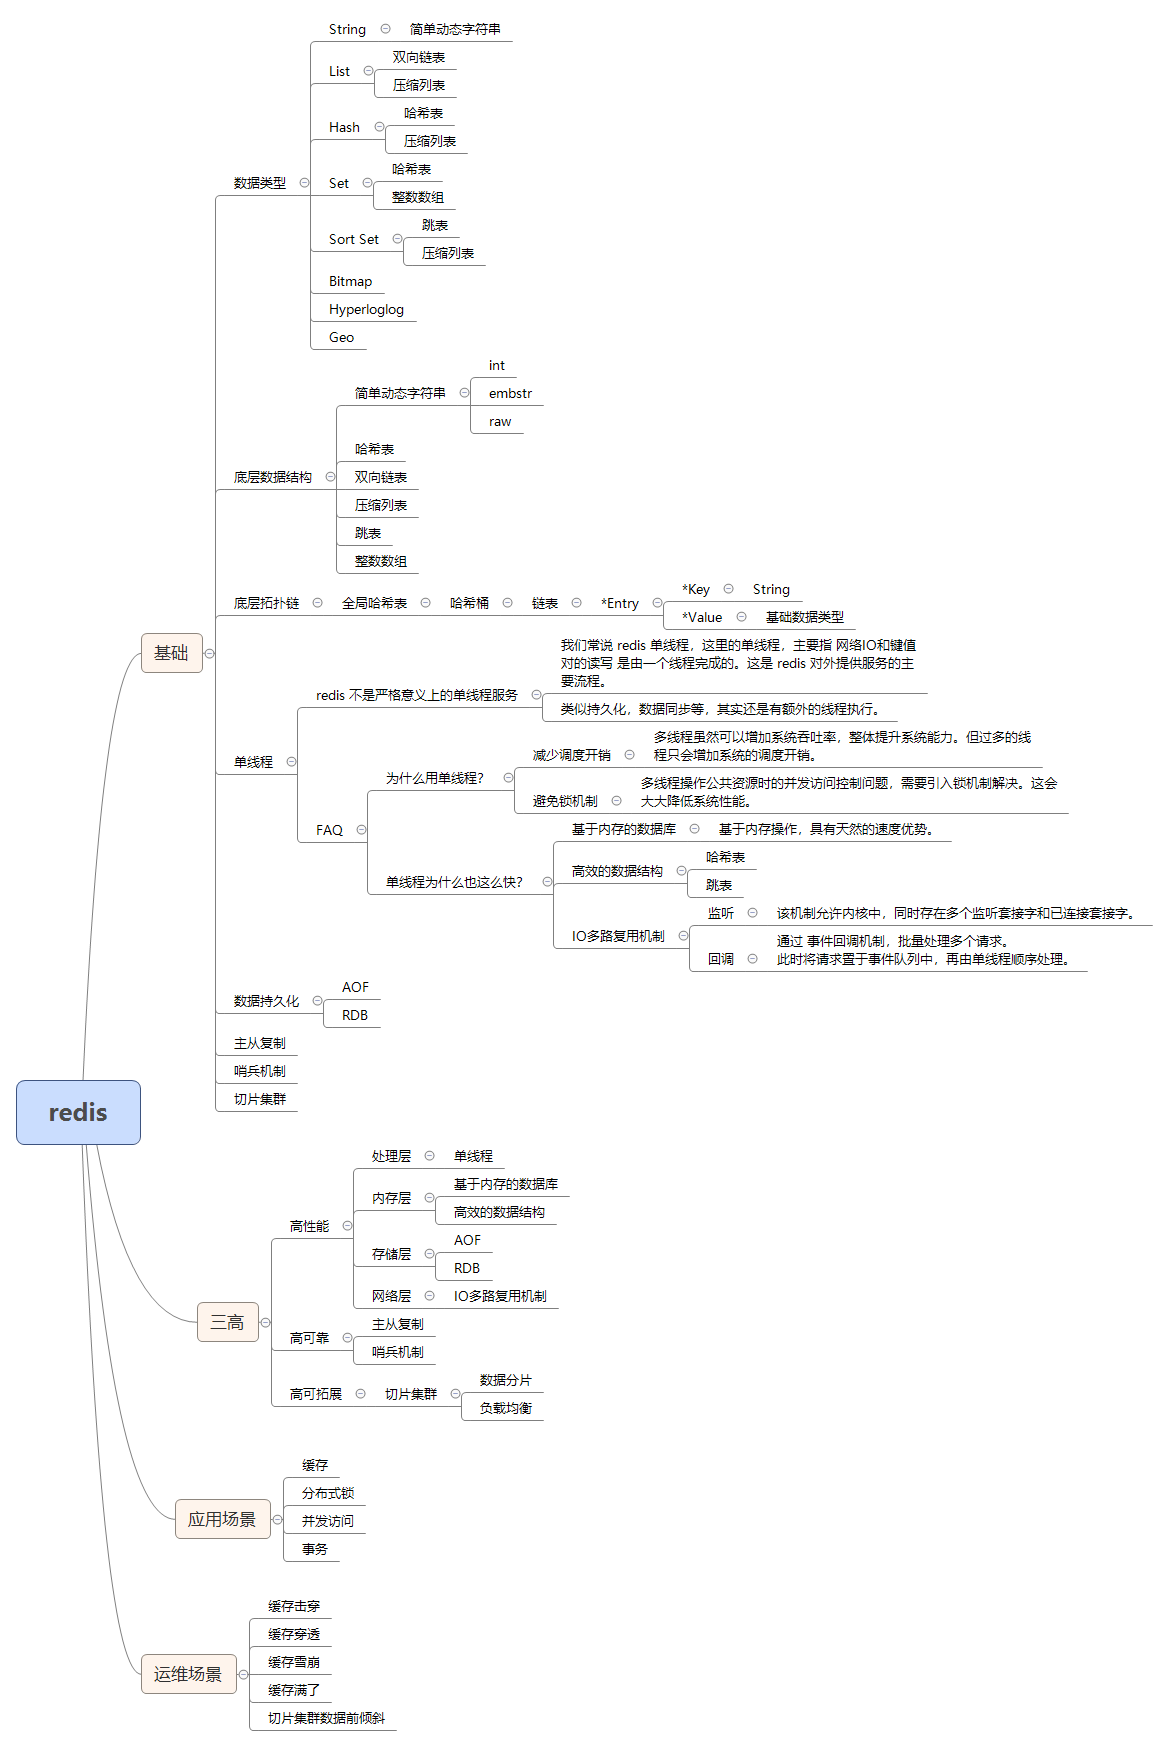 redis
基础
数据类型
String
简单动态字符串
List
双向链表
压缩列表
Hash
哈希表
压缩列表
Set
哈希表
整数数组
Sort Set
跳表
压缩列表
Bitmap
Hyperloglog
Geo
底层数据结构
简单动态字符串
int
embstr
raw
哈希表
双向链表
压缩列表
跳表
整数数组
底层拓扑链
全局哈希表
哈希桶
链表
*Entry
*Key
String
*Value
基础数据类型
单线程
redis 不是严格意义上的单线程服务
我们常说 redis 单线程，这里的单线程，主要指 网络IO和键值
对的读写 是由一个线程完成的。这是 redis 对外提供服务的主
要流程。
类似持久化，数据同步等，其实还是有额外的线程执行。
FAQ
为什么用单线程？
减少调度开销
多线程虽然可以增加系统吞吐率，整体提升系统能力。但过多的线
程只会增加系统的调度开销。
避免锁机制
多线程操作公共资源时的并发访问控制问题，需要引入锁机制解决。这会
大大降低系统性能。
单线程为什么也这么快？
基于内存的数据库
基于内存操作，具有天然的速度优势。
高效的数据结构
哈希表
跳表
IO多路复用机制
监听
该机制允许内核中，同时存在多个监听套接字和已连接套接字。
回调
通过 事件回调机制，批量处理多个请求。
此时将请求置于事件队列中，再由单线程顺序处理。
数据持久化
AOF
RDB
主从复制
哨兵机制
切片集群
三高
高性能
处理层
单线程
内存层
基于内存的数据库
高效的数据结构
存储层
AOF
RDB
网络层
IO多路复用机制
高可靠
主从复制
哨兵机制
高可拓展
切片集群
数据分片
负载均衡
应用场景
缓存
分布式锁
并发访问
事务
运维场景
缓存击穿
缓存穿透
缓存雪崩
缓存满了
切片集群数据前倾斜